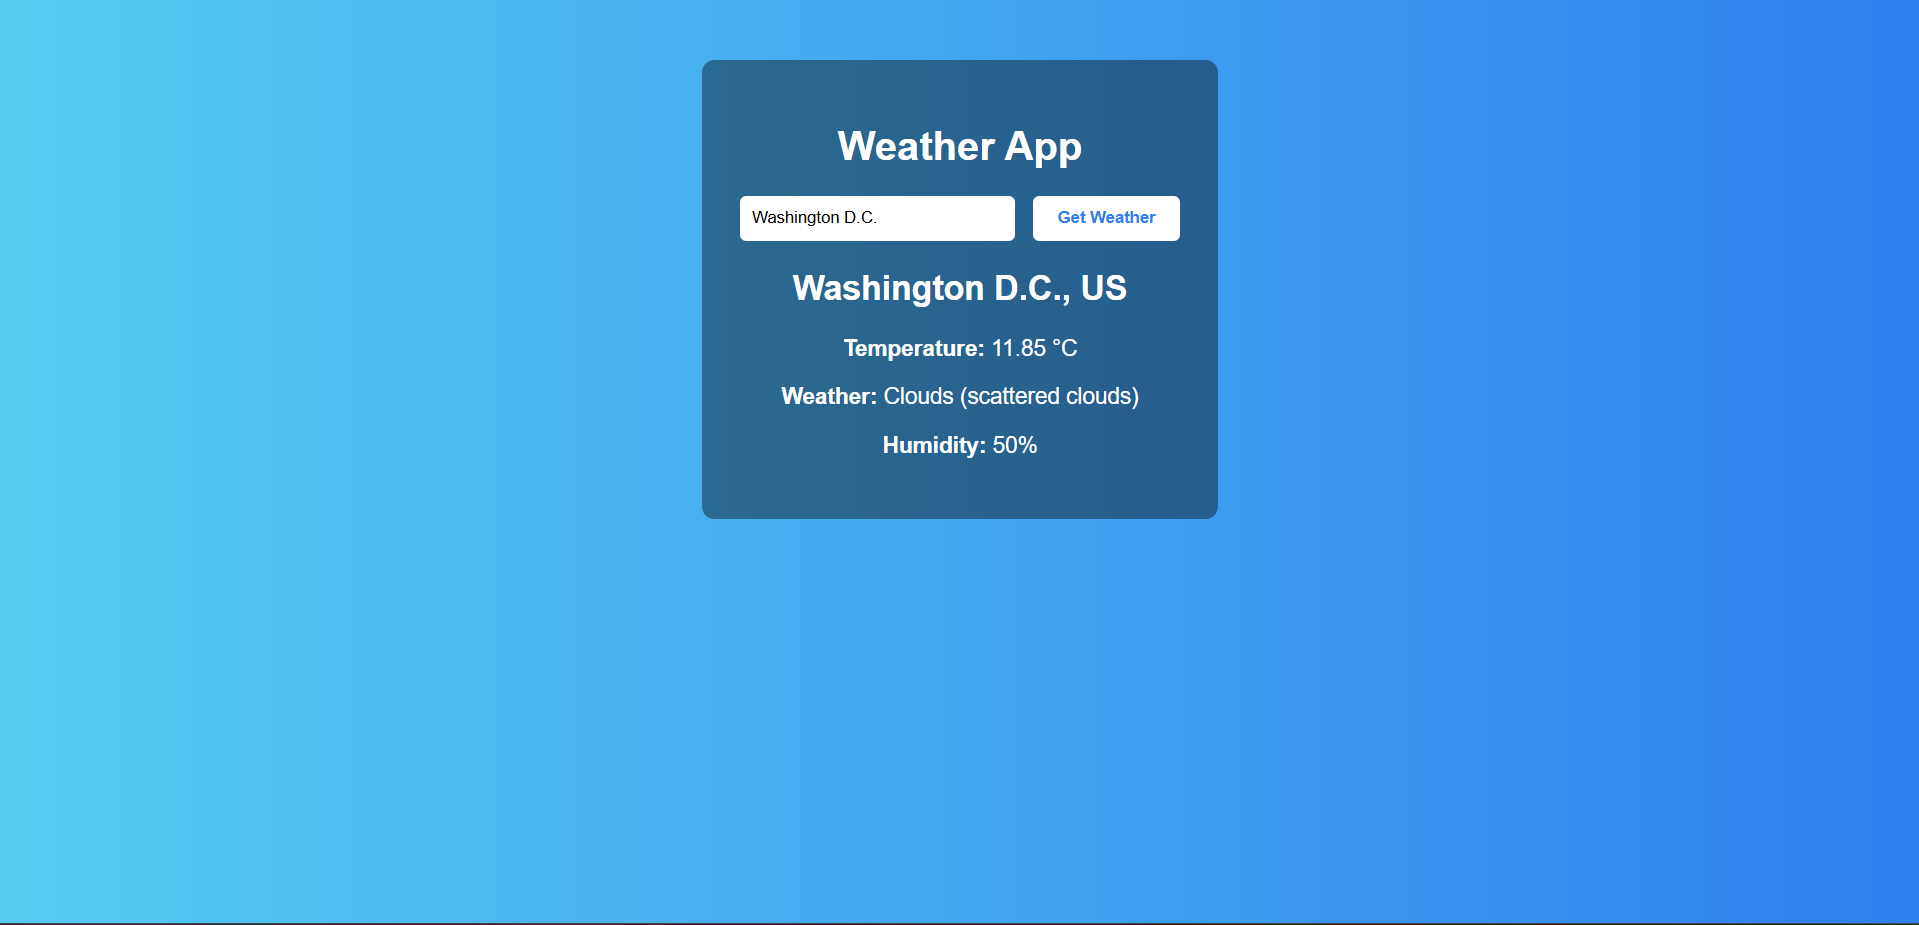 Weather App
Washington D.C. Get Weather
Washington D.C., US
Temperature: 11.85 °C
Weather: Clouds (scattered clouds)
Humidity: 50%